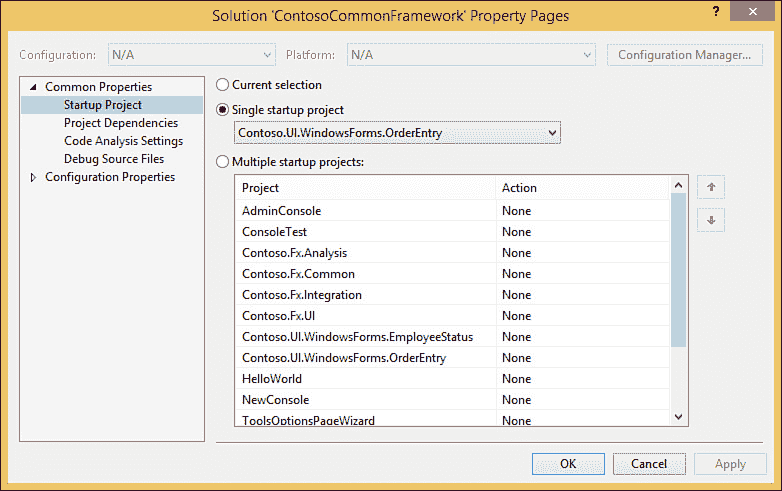 Solution 'ContosoCommonFramework' Property Pages
?
Configuration: N/A Platform: N/A Configuration Manager...
Common Properties
Startup Project
Project Dependencies
Code Analysis Settings
Debug Source Files
Configuration Properties
Current selection
Single startup project
Contoso.UI.WindowsForms.OrderEntry
Multiple startup projects:
Project Action
AdminConsole None
ConsoleTest None
Contoso.Fx.Analysis None
Contoso.Fx.Common None
Contoso.Fx.Integration None
Contoso.Fx.UI None
Contoso.UI.WindowsForms.EmployeeStatus None
Contoso.UI.WindowsForms.OrderEntry None
HelloWorld None
NewConsole None
ToolsOptionsPageWizard None
OK Cancel Apply